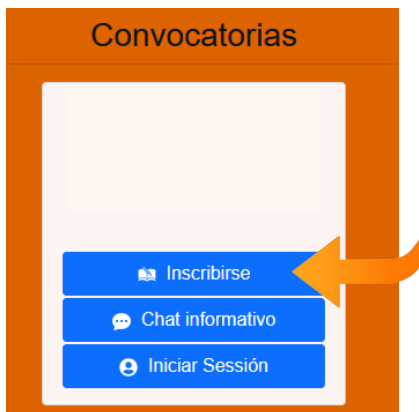 Convocatorias
Inscribirse
Chat informativo
Iniciar Sessión